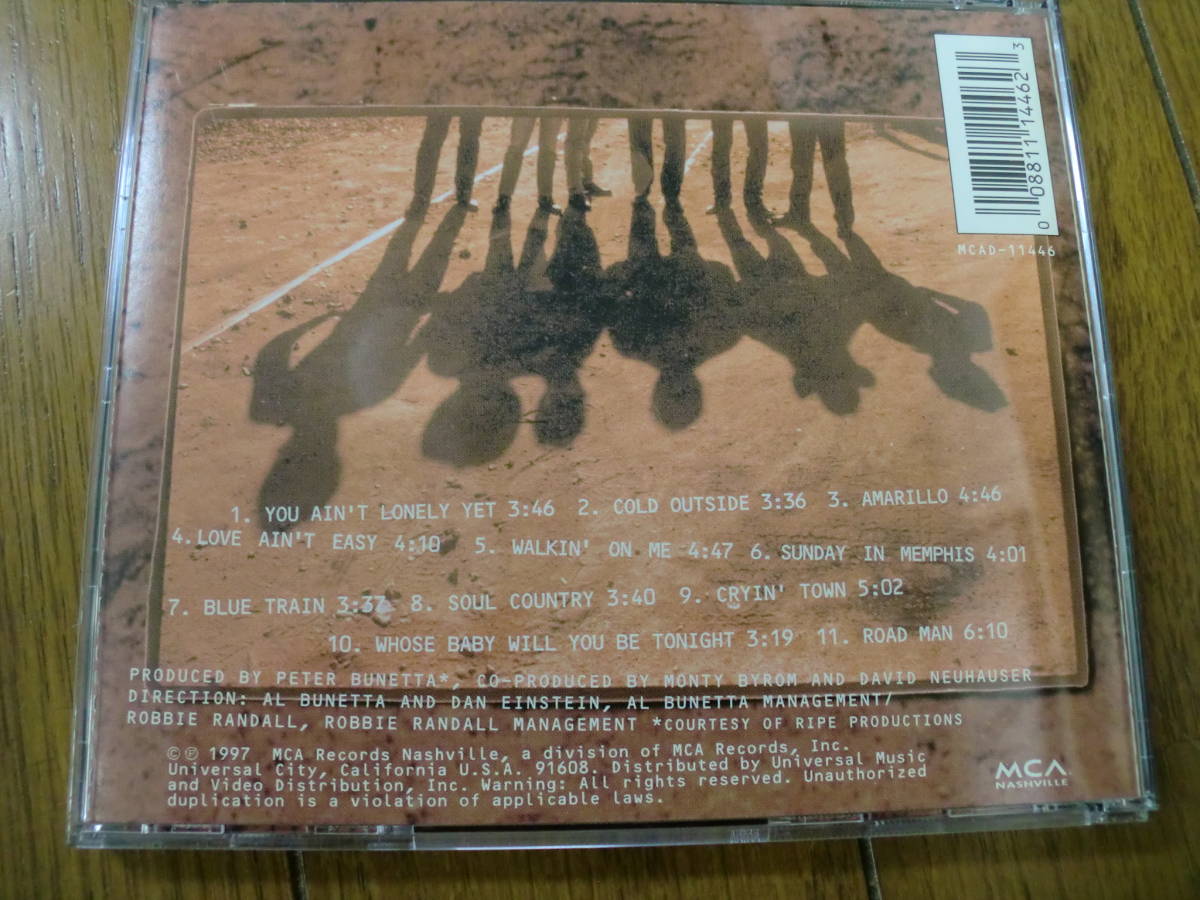 0 08811 14462 3
MCAD-11446
1. YOU AIN'T LONELY YET 3:46 2. COLD OUTSIDE 3:36 3. AMARILLO 4:46
4. LOVE AIN'T EASY 4:10 5. WALKIN' ON ME 4:47 6. SUNDAY IN MEMPHIS 4:01
7. BLUE TRAIN 3:37 8. SOUL COUNTRY 3:40 9. CRYIN' TOWN 5:02
10. WHOSE BABY WILL YOU BE TONIGHT 3:19 11. ROAD MAN 6:10
PRODUCED BY PETER BUNETTA*, CO-PRODUCED BY MONTY BYROM AND DAVID NEUHAUSER
DIRECTION: AL BUNETTA AND DAN EINSTEIN, AL BUNETTA MANAGEMENT/
ROBBIE RANDALL, ROBBIE RANDALL MANAGEMENT *COURTESY OF RIPE PRODUCTIONS
© ℗ 1997 MCA Records Nashville, a division of MCA Records, Inc.
Universal City, California U.S.A. 91608. Distributed by Universal Music
and Video Distribution, Inc. Warning: All rights reserved. Unauthorized
duplication is a violation of applicable laws.
MCA
NASHVILLE